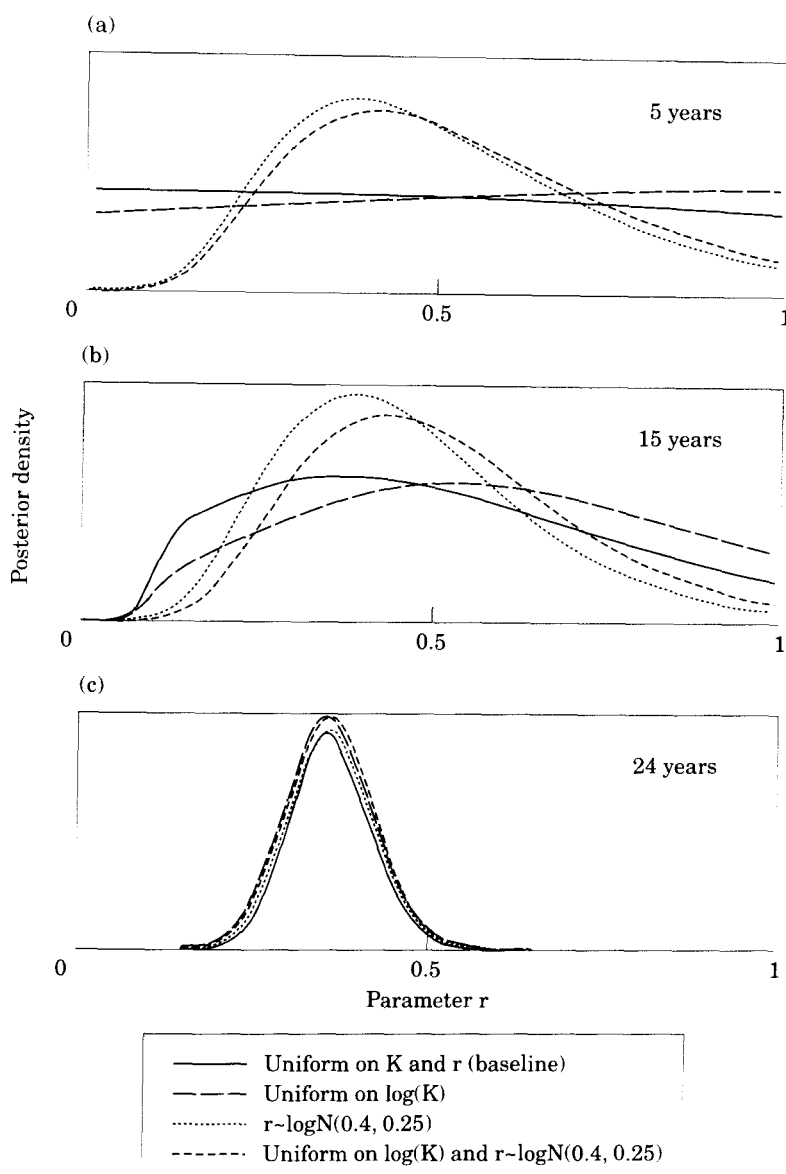 (a)
5 years
0
0.5
1
(b)
15 years
0
0.5
1
Posterior density
(c)
24 years
0
0.5
1
Parameter r
Uniform on K and r (baseline)
Uniform on log(K)
r~logN(0.4, 0.25)
Uniform on log(K) and r~logN(0.4, 0.25)